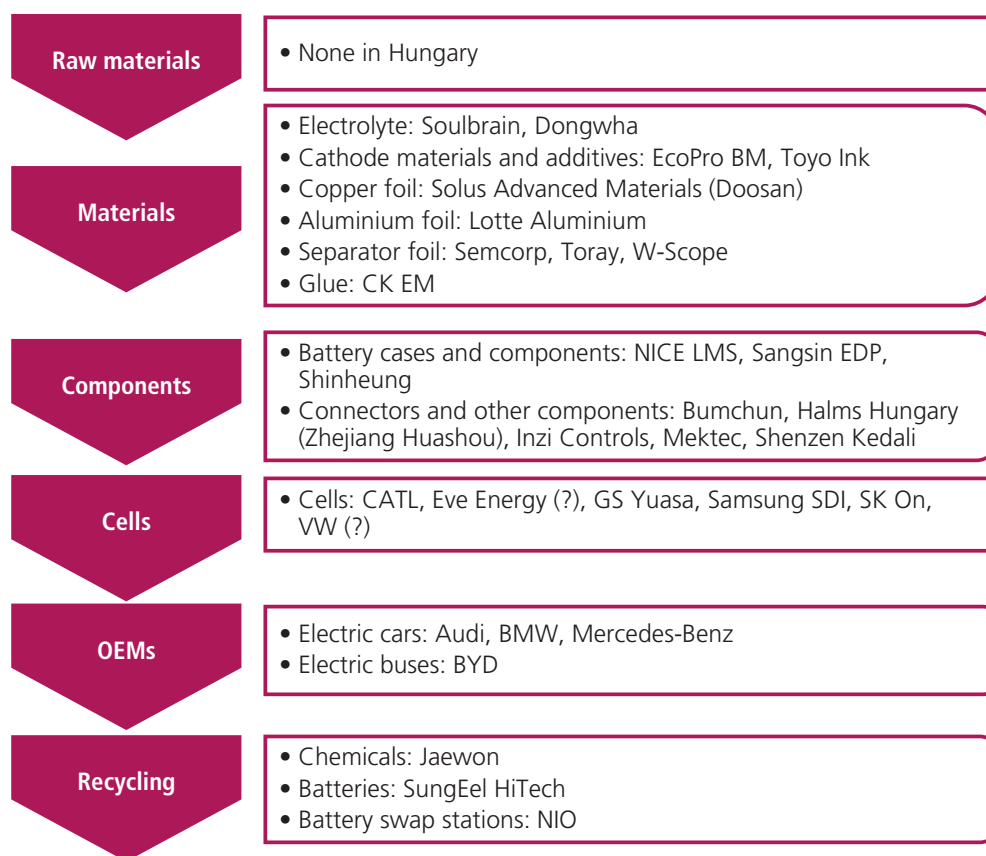 Raw materials
• None in Hungary
Materials
• Electrolyte: Soulbrain, Dongwha
• Cathode materials and additives: EcoPro BM, Toyo Ink
• Copper foil: Solus Advanced Materials (Doosan)
• Aluminium foil: Lotte Aluminium
• Separator foil: Semcorp, Toray, W-Scope
• Glue: CK EM
Components
• Battery cases and components: NICE LMS, Sangsin EDP,
Shinheung
• Connectors and other components: Bumchun, Halms Hungary
(Zhejiang Huashou), Inzi Controls, Mektec, Shenzen Kedali
Cells
• Cells: CATL, Eve Energy (?), GS Yuasa, Samsung SDI, SK On,
VW (?)
OEMs
• Electric cars: Audi, BMW, Mercedes-Benz
• Electric buses: BYD
Recycling
• Chemicals: Jaewon
• Batteries: SungEel HiTech
• Battery swap stations: NIO